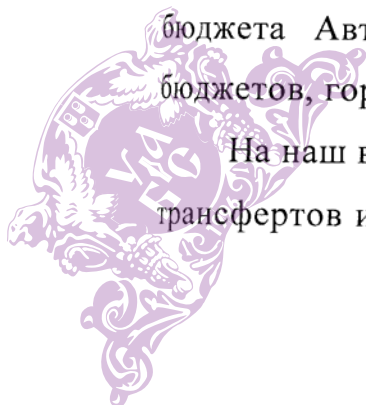 бюджета Авт
бюджетов, гор
На наш в
трансфертов и